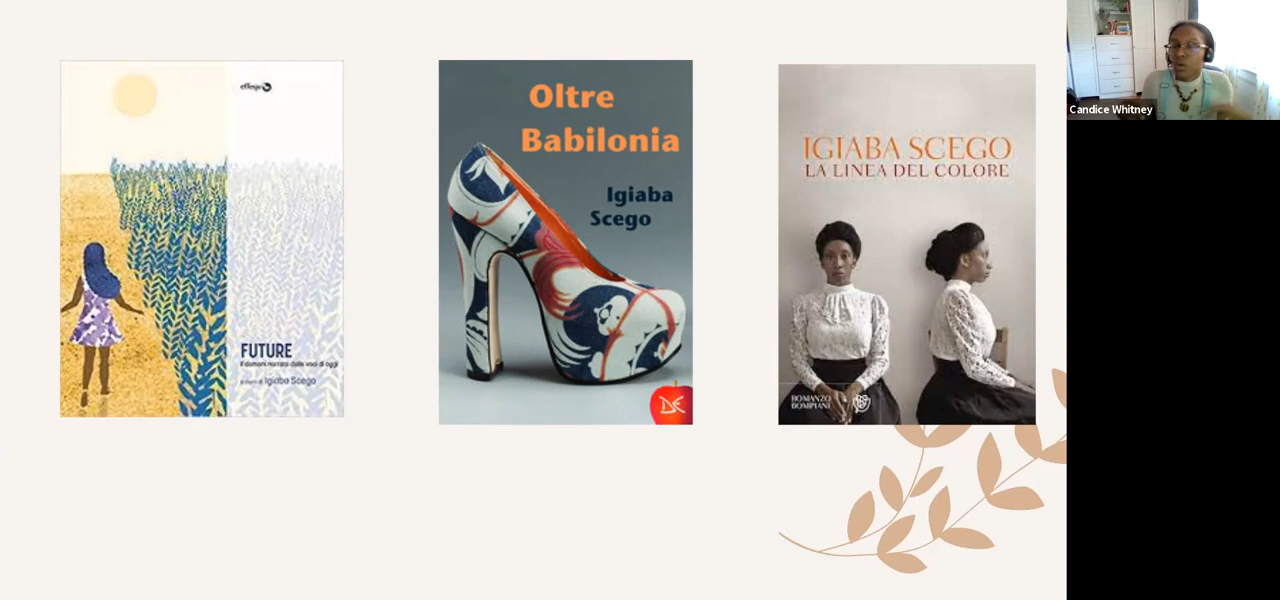 effequ
FUTURE
il domani narrato dalle voci di oggi
a cura di Igiaba Scego
Oltre
Babilonia
Igiaba
Scego
DE
IGIABA SCEGO
LA LINEA DEL COLORE
ROMANZO
BOMPIANI
Candice Whitney